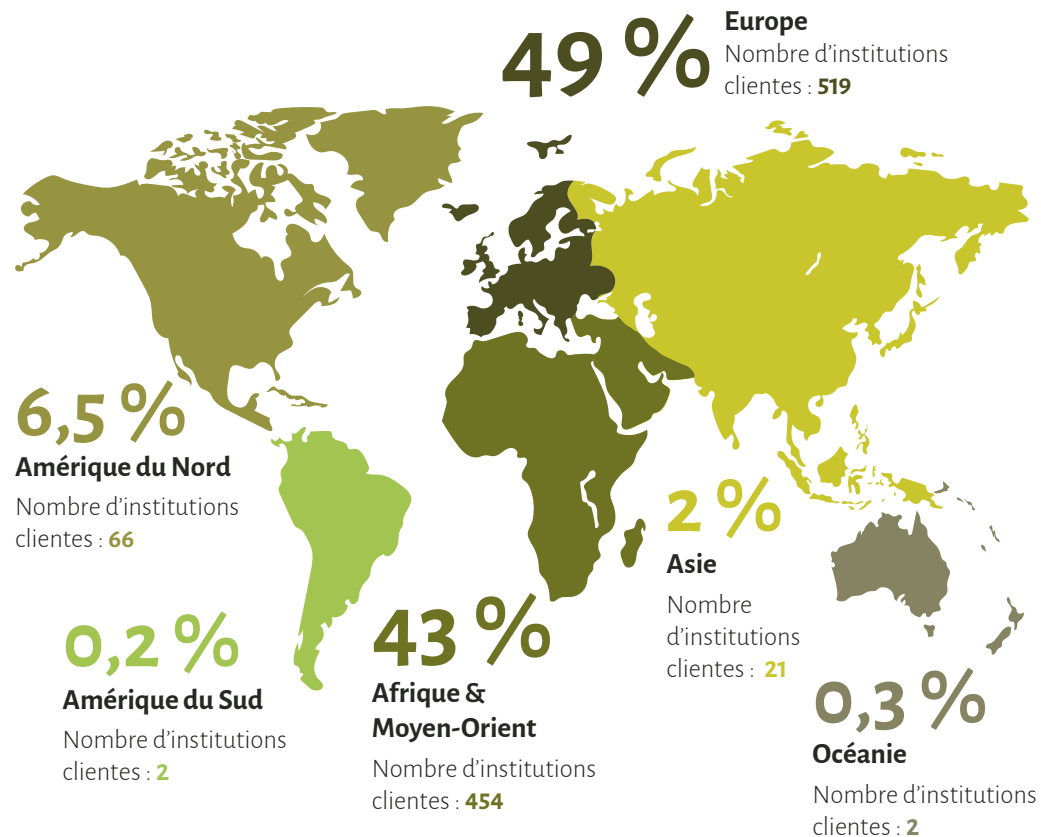 49 %
Europe
Nombre d’institutions
clientes : 519
6,5 %
Amérique du Nord
Nombre d’institutions
clientes : 66
0,2 %
Amérique du Sud
Nombre d’institutions
clientes : 2
43 %
Afrique &
Moyen-Orient
Nombre d’institutions
clientes : 454
2 %
Asie
Nombre
d’institutions
clientes : 21
0,3 %
Océanie
Nombre d’institutions
clientes : 2